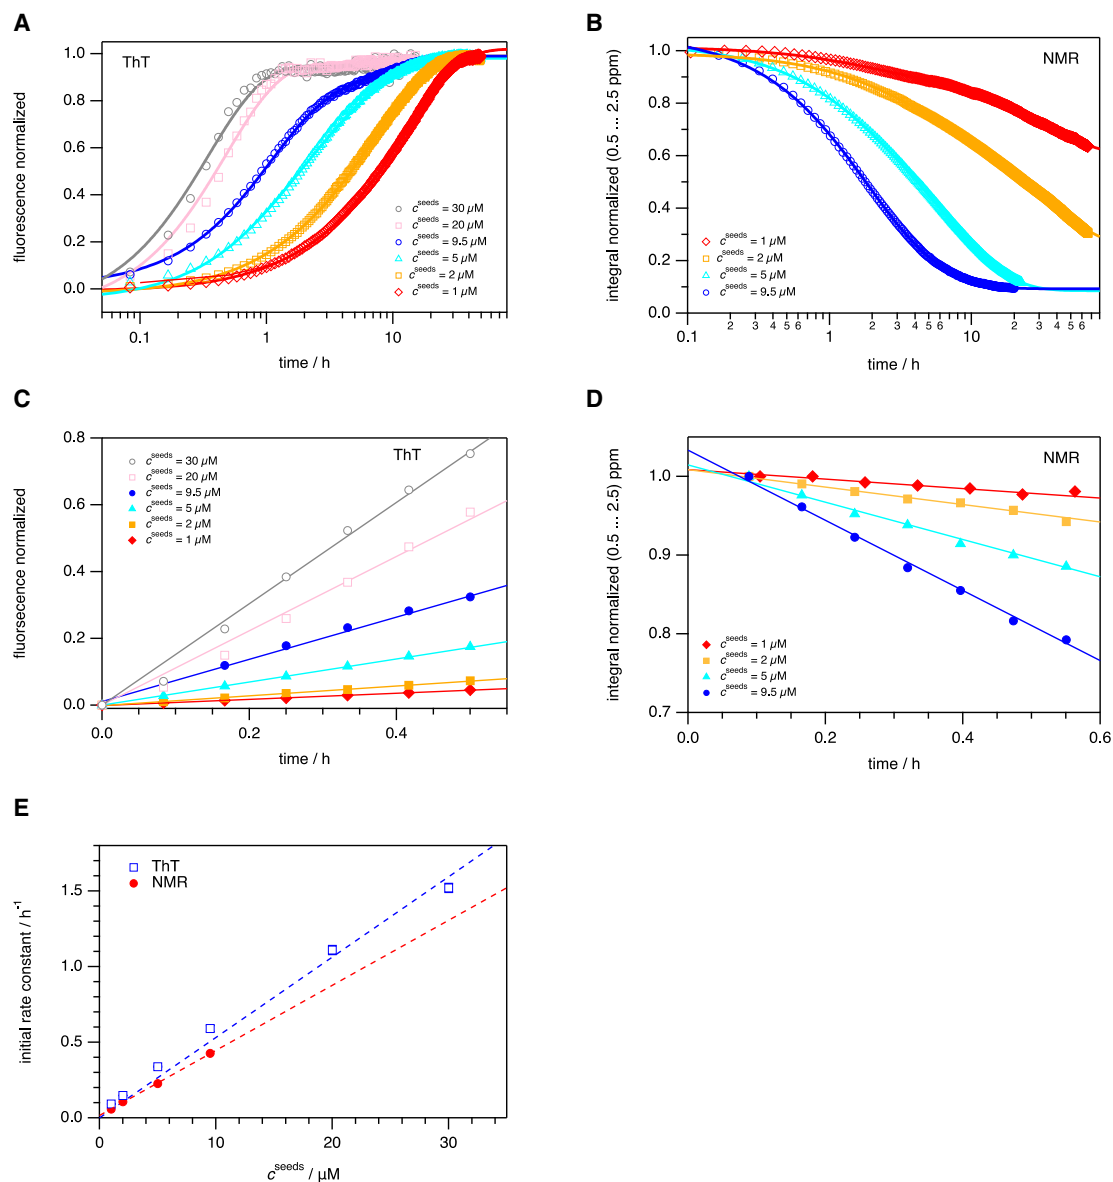 A
ThT
fluorescence normalized
1.0
0.8
0.6
0.4
0.2
0.0
c^seeds = 30 µM
c^seeds = 20 µM
c^seeds = 9.5 µM
c^seeds = 5 µM
c^seeds = 2 µM
c^seeds = 1 µM
0.1
1
10
time / h
B
NMR
integral normalized (0.5 ... 2.5 ppm)
1.0
0.8
0.6
0.4
0.2
0.0
c^seeds = 1 µM
c^seeds = 2 µM
c^seeds = 5 µM
c^seeds = 9.5 µM
0.1 2 3 4 5 6 1 2 3 4 5 6 10 2 3 4 5 6
time / h
C
ThT
fluorsecence normalized
0.8
0.6
0.4
0.2
0.0
c^seeds = 30 µM
c^seeds = 20 µM
c^seeds = 9.5 µM
c^seeds = 5 µM
c^seeds = 2 µM
c^seeds = 1 µM
0.0 0.2 0.4
time / h
D
NMR
integral normalized (0.5 ... 2.5) ppm)
1.0
0.9
0.8
0.7
c^seeds = 1 µM
c^seeds = 2 µM
c^seeds = 5 µM
c^seeds = 9.5 µM
0.0 0.2 0.4 0.6
time / h
E
ThT
NMR
initial rate constant / h^-1
1.5
1.0
0.5
0.0
0 10 20 30
c^seeds / µM